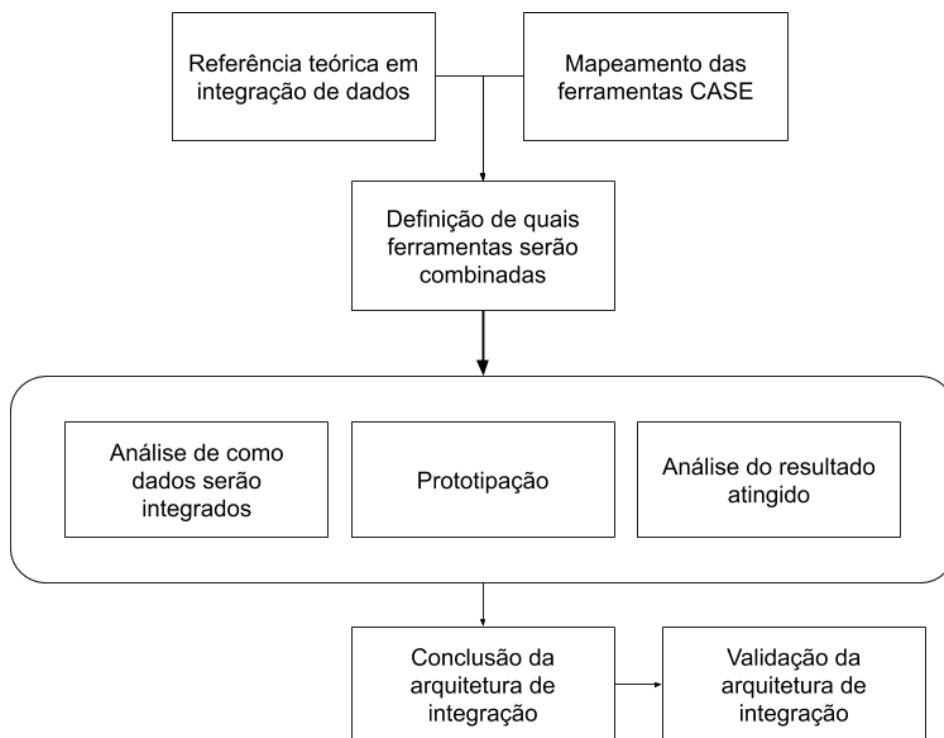 Referência teórica em
integração de dados
Mapeamento das
ferramentas CASE
Definição de quais
ferramentas serão
combinadas
Análise de como
dados serão
integrados
Prototipação
Análise do resultado
atingido
Conclusão da
arquitetura de
integração
Validação da
arquitetura de
integração